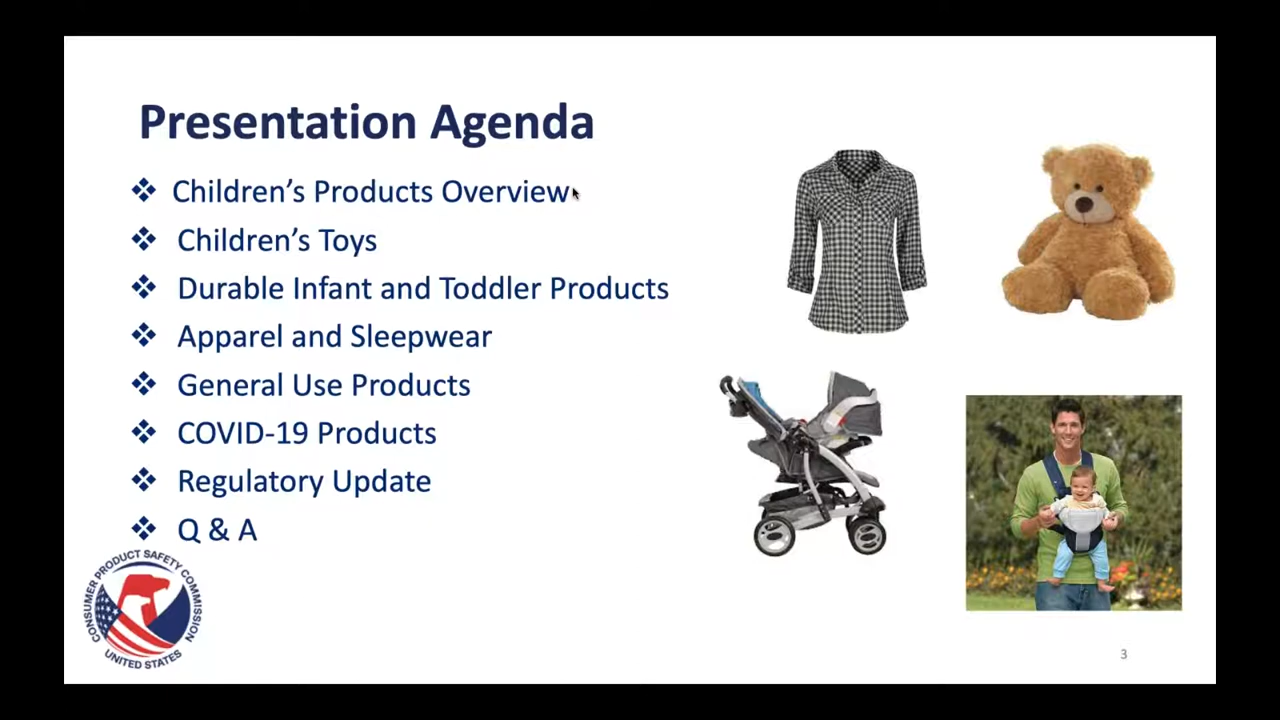 Presentation Agenda
❖ Children’s Products Overview
❖ Children’s Toys
❖ Durable Infant and Toddler Products
❖ Apparel and Sleepwear
❖ General Use Products
❖ COVID-19 Products
❖ Regulatory Update
❖ Q & A
CONSUMER PRODUCT SAFETY COMMISSION
UNITED STATES
3